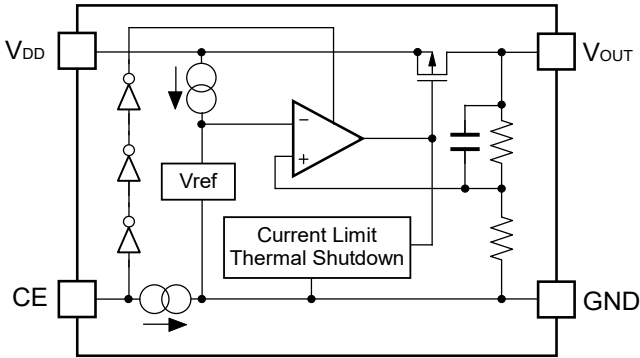 VDD
VOUT
−
+
Vref
Current Limit
Thermal Shutdown
CE
GND